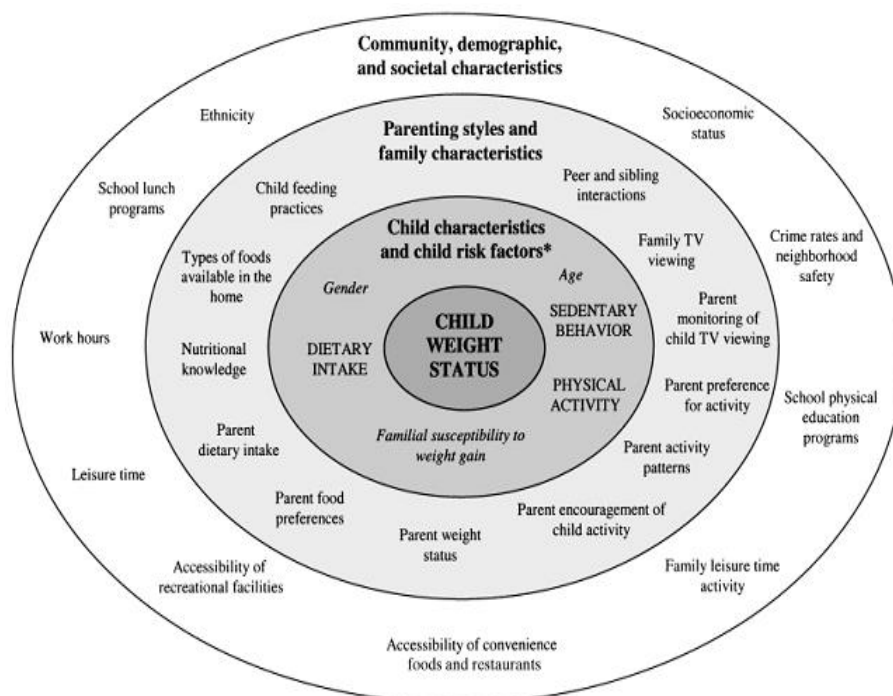 Community, demographic,
and societal characteristics
Ethnicity
Socioeconomic
status
Parenting styles and
family characteristics
School lunch
programs
Child feeding
practices
Peer and sibling
interactions
Child characteristics
and child risk factors*
Family TV
viewing
Crime rates and
neighborhood
safety
Types of foods
available in the
home
Gender
Age
Parent
monitoring of
child TV viewing
Work hours
Nutritional
knowledge
DIETARY
INTAKE
CHILD
WEIGHT
STATUS
SEDENTARY
BEHAVIOR
PHYSICAL
ACTIVITY
Parent preference
for activity
School physical
education
programs
Parent
dietary intake
Familial susceptibility to
weight gain
Parent activity
patterns
Leisure time
Parent food
preferences
Parent weight
status
Parent encouragement of
child activity
Accessibility of
recreational facilities
Family leisure time
activity
Accessibility of convenience
foods and restaurants